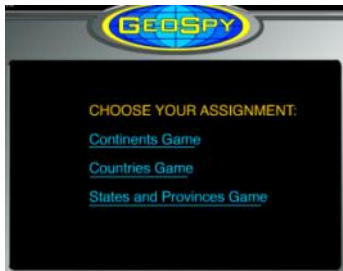 GEOSPY
CHOOSE YOUR ASSIGNMENT:
Continents Game
Countries Game
States and Provinces Game